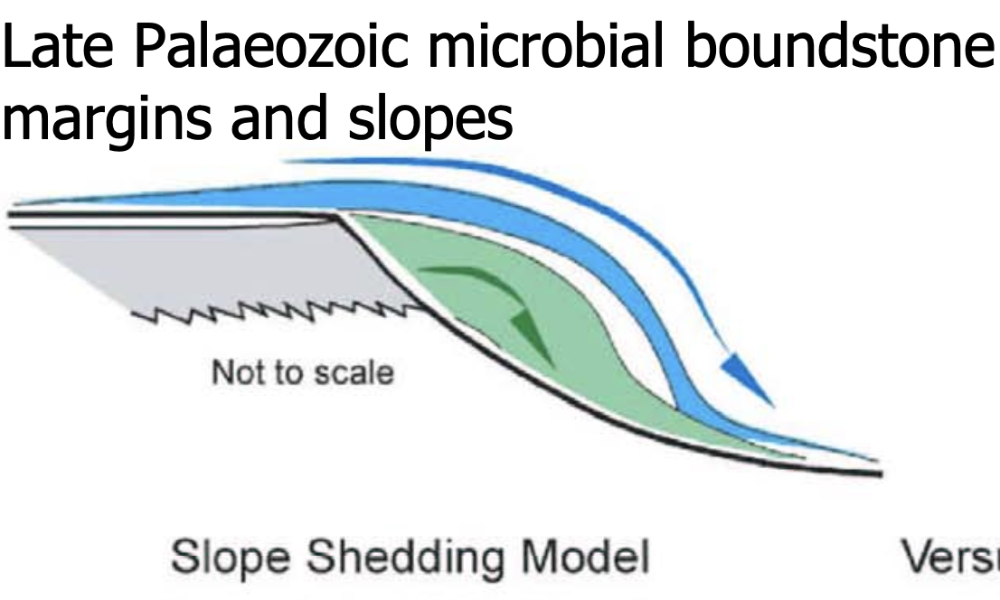 Late Palaeozoic microbial boundstone
margins and slopes
Not to scale
Slope Shedding Model